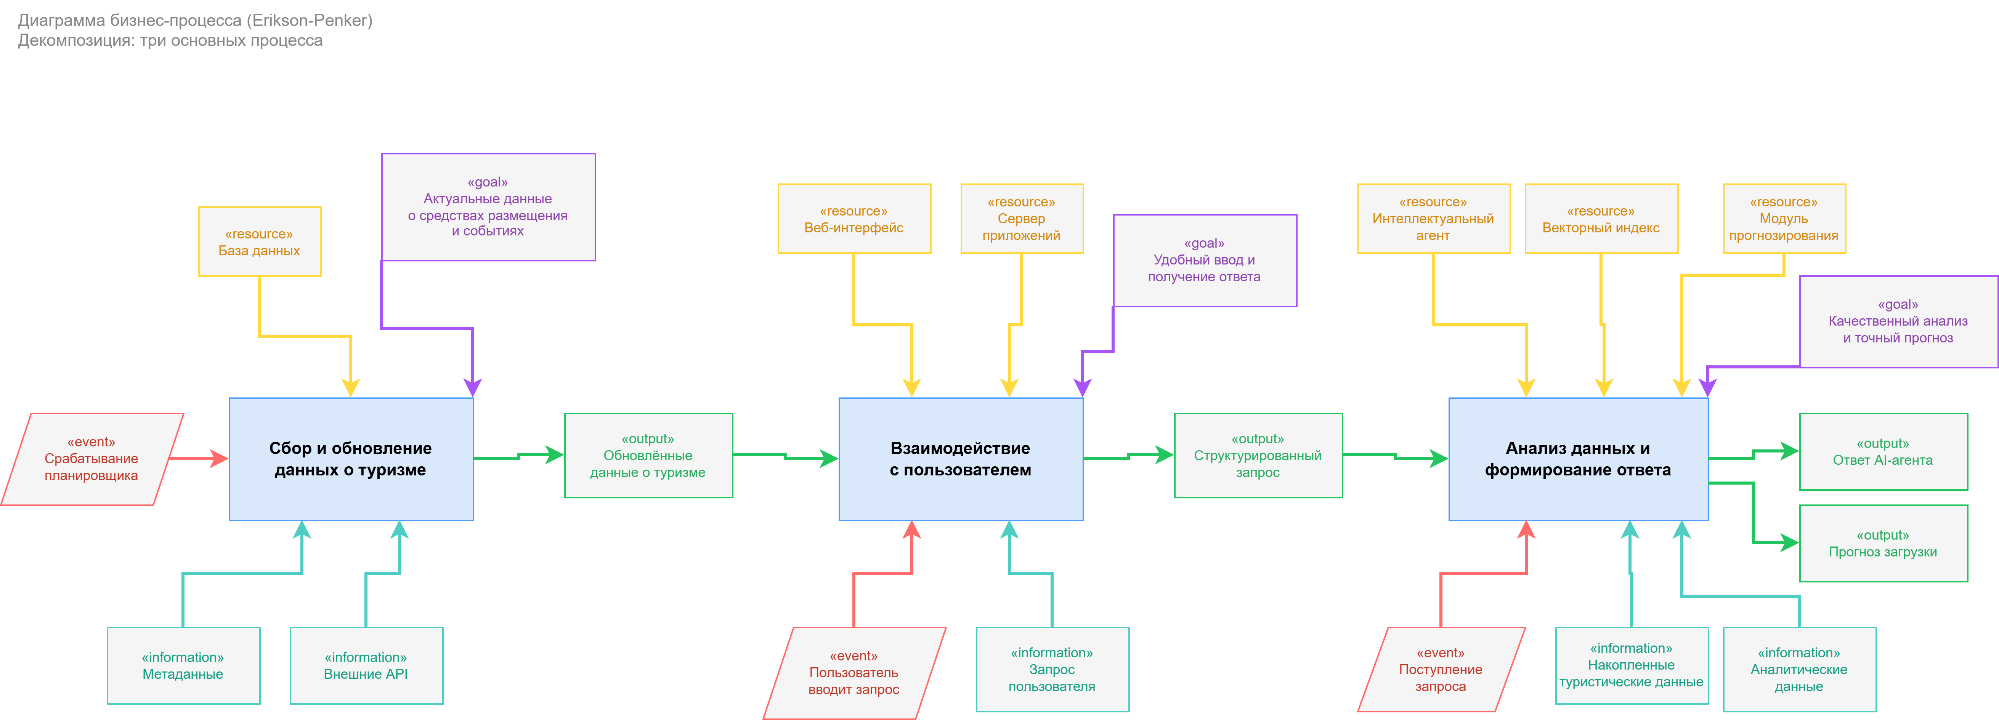 Диаграмма бизнес-процесса (Erikson-Penker)
Декомпозиция: три основных процесса
«goal»
Актуальные данные
о средствах размещения
и событиях
«resource»
База данных
«resource»
Веб-интерфейс
«resource»
Сервер
приложений
«goal»
Удобный ввод и
получение ответа
«resource»
Интеллектуальный
агент
«resource»
Векторный индекс
«resource»
Модуль
прогнозирования
«goal»
Качественный анализ
и точный прогноз
«event»
Срабатывание
планировщика
Сбор и обновление
данных о туризме
«output»
Обновлённые
данные о туризме
Взаимодействие
с пользователем
«output»
Структурированный
запрос
Анализ данных и
формирование ответа
«output»
Ответ AI-агента
«output»
Прогноз загрузки
«information»
Метаданные
«information»
Внешние API
«event»
Пользователь
вводит запрос
«information»
Запрос
пользователя
«event»
Поступление
запроса
«information»
Накопленные
туристические данные
«information»
Аналитические
данные